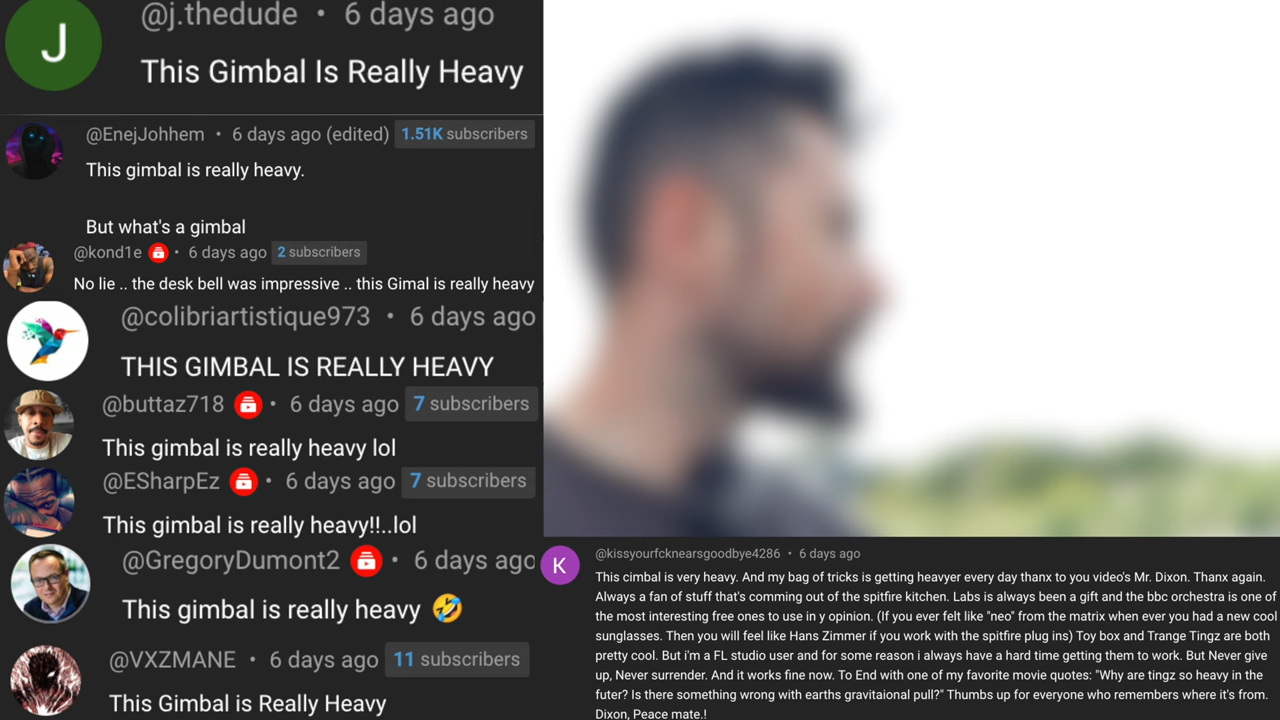 J
@j.thedude • 6 days ago
This Gimbal Is Really Heavy
@EnejJohhem • 6 days ago (edited) 1.51K subscribers
This gimbal is really heavy.
But what's a gimbal
@kond1e • 6 days ago 2 subscribers
No lie .. the desk bell was impressive .. this Gimal is really heavy
@colibriartistique973 • 6 days ago
THIS GIMBAL IS REALLY HEAVY
@buttaz718 • 6 days ago 7 subscribers
This gimbal is really heavy lol
@ESharpEz • 6 days ago 7 subscribers
This gimbal is really heavy!!..lol
@GregoryDumont2 • 6 days ago
This gimbal is really heavy 🤣
@VXZMANE • 6 days ago 11 subscribers
This Gimbal Is Really Heavy
K
@kissyourfcknearsgoodbye4286 • 6 days ago
This cimbal is very heavy. And my bag of tricks is getting heavyer every day thanx to you video's Mr. Dixon. Thanx again.
Always a fan of stuff that's comming out of the spitfire kitchen. Labs is always been a gift and the bbc orchestra is one of
the most interesting free ones to use in y opinion. (If you ever felt like "neo" from the matrix when ever you had a new cool
sunglasses. Then you will feel like Hans Zimmer if you work with the spitfire plug ins) Toy box and Trange Tingz are both
pretty cool. But i'm a FL studio user and for some reason i always have a hard time getting them to work. But Never give
up, Never surrender. And it works fine now. To End with one of my favorite movie quotes: "Why are tingz so heavy in the
futer? Is there something wrong with earths gravitaional pull?" Thumbs up for everyone who remembers where it's from.
Dixon, Peace mate.!